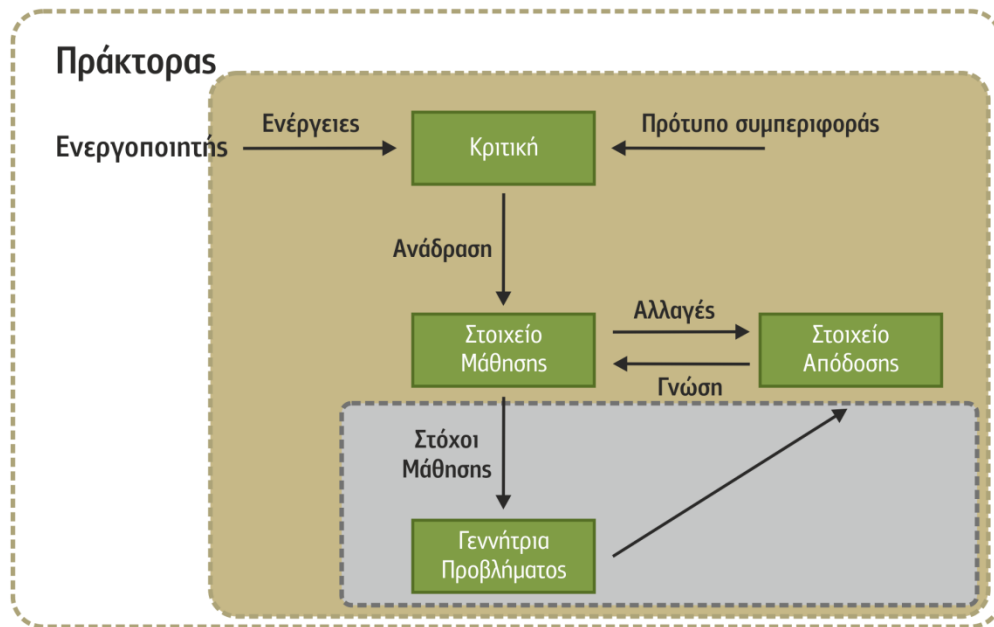 Πράκτορας
Ενεργοποιητής
Ενέργειες
Κριτική
Πρότυπο συμπεριφοράς
Ανάδραση
Στοιχείο
Μάθησης
Αλλαγές
Γνώση
Στοιχείο
Απόδοσης
Στόχοι
Μάθησης
Γεννήτρια
Προβλήματος